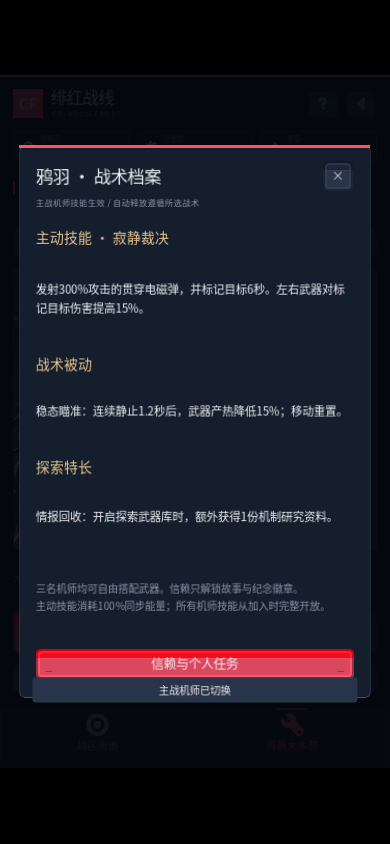 CF
绯红战线
?
鸦羽 · 战术档案
×
主战机师技能生效 / 自动释放遵循所选战术
主动技能 · 寂静裁决
发射300%攻击的贯穿电磁弹，并标记目标6秒。左右武器对标
记目标伤害提高15%。
战术被动
稳态瞄准：连续静止1.2秒后，武器产热降低15%；移动重置。
探索特长
情报回收：开启探索武器库时，额外获得1份机制研究资料。
三名机师均可自由搭配武器。信赖只解锁故事与纪念徽章。
主动技能消耗100%同步能量；所有机师技能从加入时完整开放。
信赖与个人任务
主战机师已切换